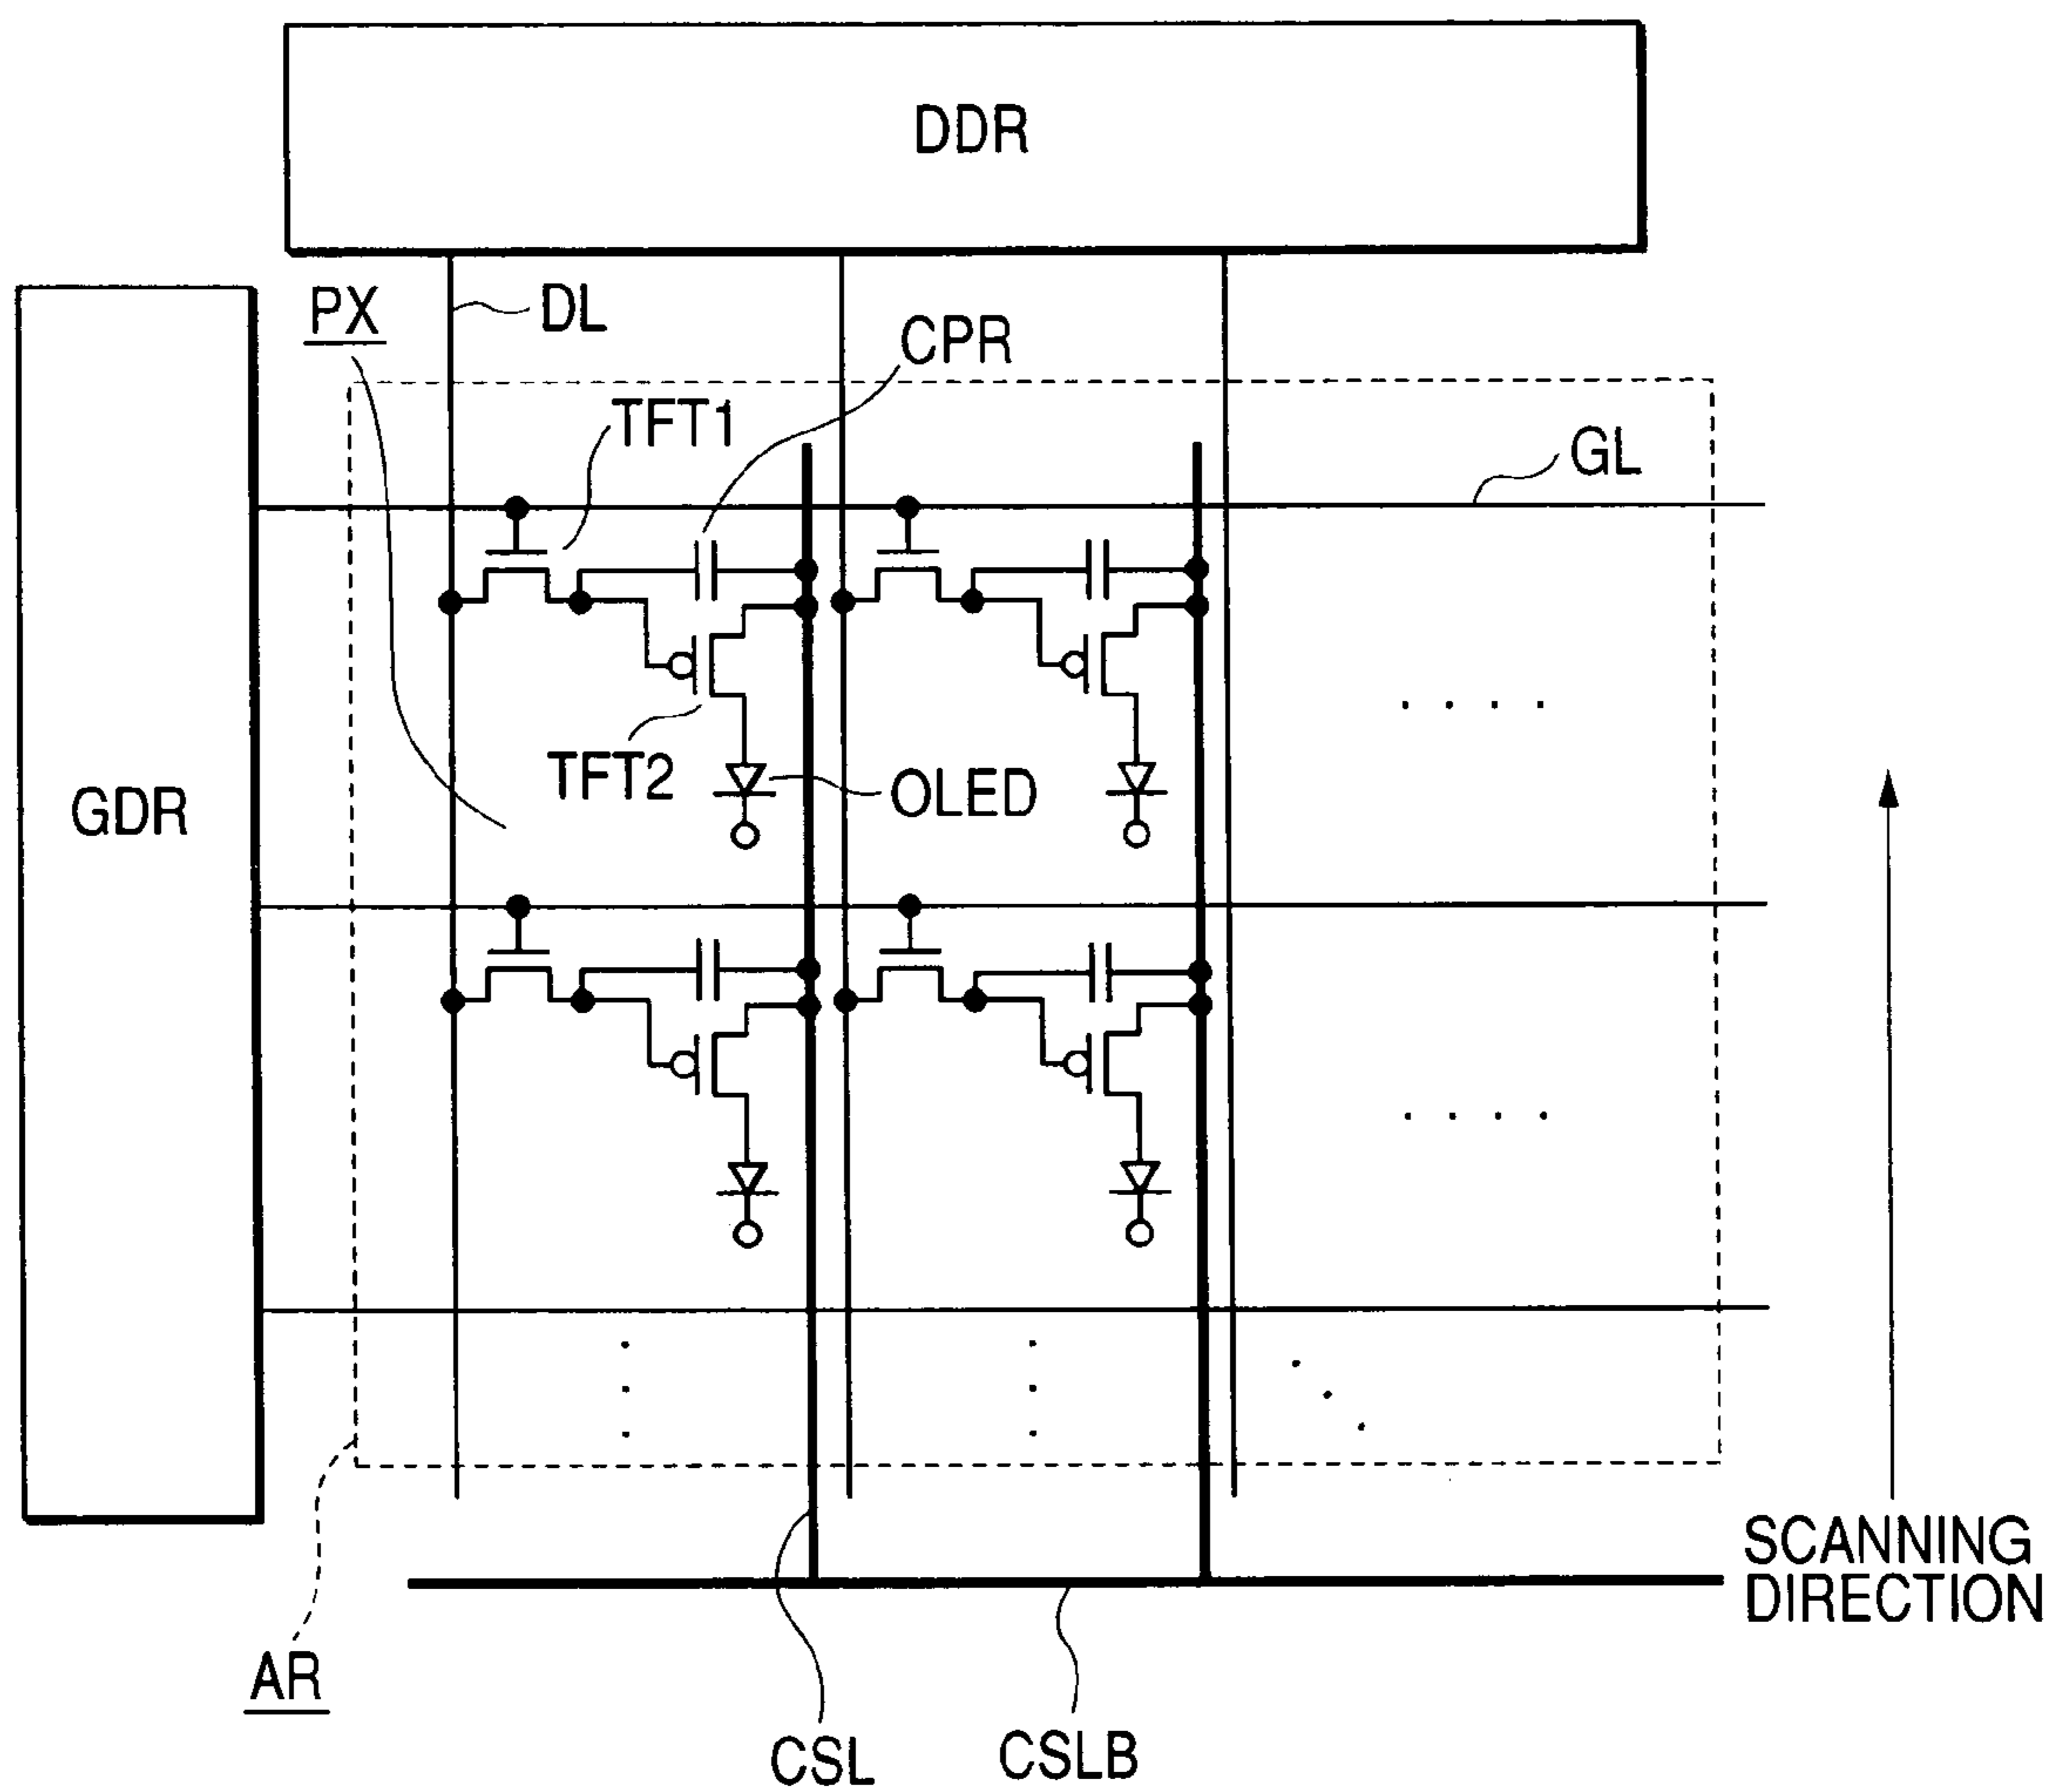 DDR
PX
DL
CPR
TFT1
GL
TFT2
OLED
GDR
SCANNING
DIRECTION
AR
CSL
CSLB